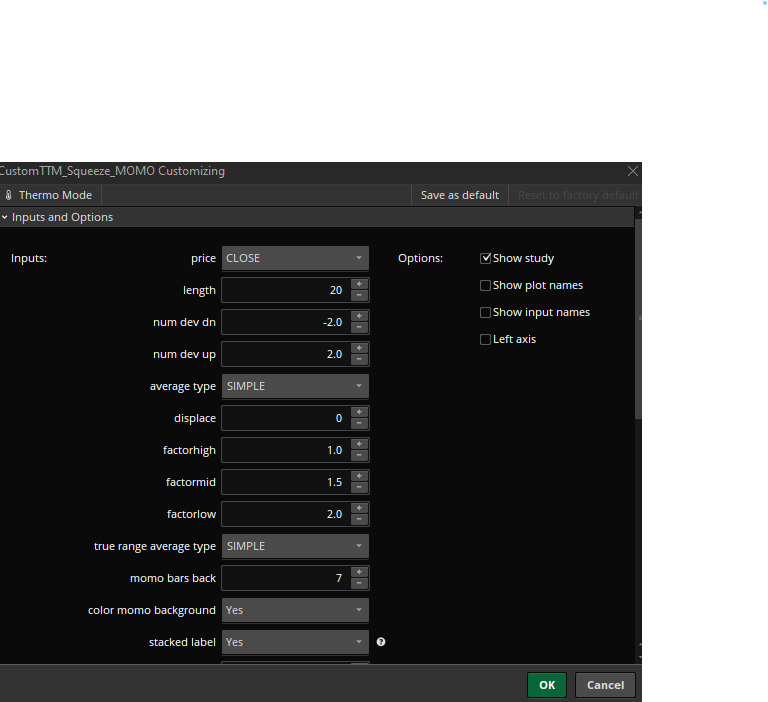 CustomTTM_Squeeze_MOMO Customizing
Thermo Mode Save as default Reset to factory default
Inputs and Options
Inputs: price CLOSE Options: Show study
length 20 Show plot names
num dev dn -2.0 Show input names
num dev up 2.0 Left axis
average type SIMPLE
displace 0
factorhigh 1.0
factormid 1.5
factorlow 2.0
true range average type SIMPLE
momo bars back 7
color momo background Yes
stacked label Yes
OK Cancel